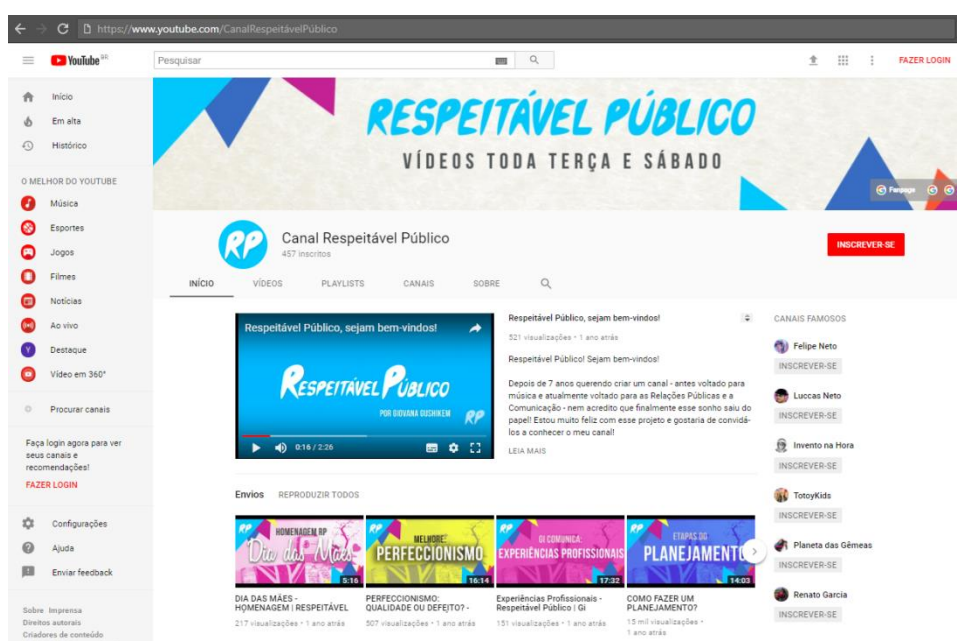 https://www.youtube.com/CanalRespeitávelPúblico
YouTube BR
Pesquisar
FAZER LOGIN
Início
Em alta
Histórico
O MELHOR DO YOUTUBE
Música
Esportes
Jogos
Filmes
Notícias
Ao vivo
Destaque
Vídeo em 360°
Procurar canais
Faça login agora para ver
seus canais e
recomendações!
FAZER LOGIN
Configurações
Ajuda
Enviar feedback
Sobre Imprensa
Direitos autorais
Criadores de conteúdo
RESPEITÁVEL PÚBLICO
VÍDEOS TODA TERÇA E SÁBADO
Fanpage
RP
Canal Respeitável Público
457 inscritos
INSCREVER-SE
INÍCIO VÍDEOS PLAYLISTS CANAIS SOBRE
Respeitável Público, sejam bem-vindos!
RESPEITÁVEL PÚBLICO
POR GIOVANA DUSHIKEM
RP
0:16 / 2:26
Respeitável Público, sejam bem-vindos!
521 visualizações • 1 ano atrás
Respeitável Público! Sejam bem-vindos!
Depois de 7 anos querendo criar um canal - antes voltado para
música e atualmente voltado para as Relações Públicas e a
Comunicação - nem acredito que finalmente esse sonho saiu do
papel! Estou muito feliz com esse projeto e gostaria de convidá-
los a conhecer o meu canal!
LEIA MAIS
Envios REPRODUZIR TODOS
RP
HOMENAGEM RP
Dia das Mães
5:16
DIA DAS MÃES -
HOMENAGEM | RESPEITÁVEL
217 visualizações • 1 ano atrás
RP
MELHORE:
PERFECCIONISMO
16:14
PERFECCIONISMO:
QUALIDADE OU DEFEITO? -
507 visualizações • 1 ano atrás
RP
GI COMUNICA:
EXPERIÊNCIAS PROFISSIONAIS
17:32
Experiências Profissionais -
Respeitável Público | Gi
151 visualizações • 1 ano atrás
RP
ETAPAS DO
PLANEJAMENTO
14:03
COMO FAZER UM
PLANEJAMENTO?
15 mil visualizações •
1 ano atrás
CANAIS FAMOSOS
Felipe Neto
INSCREVER-SE
Luccas Neto
INSCREVER-SE
Invento na Hora
INSCREVER-SE
TotoyKids
INSCREVER-SE
Planeta das Gêmeas
INSCREVER-SE
Renato Garcia
INSCREVER-SE